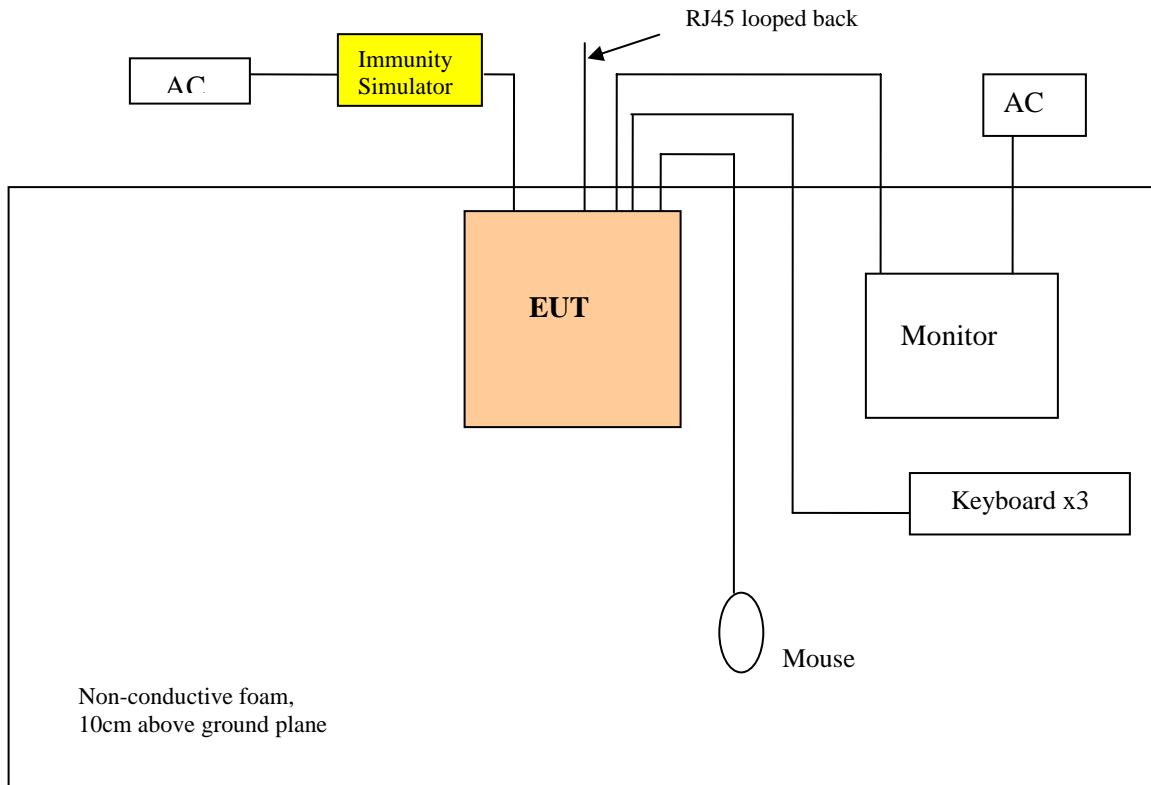 RJ45 looped back
Immunity
Simulator
AC
AC
EUT
Monitor
Keyboard x3
Mouse
Non-conductive foam,
10cm above ground plane